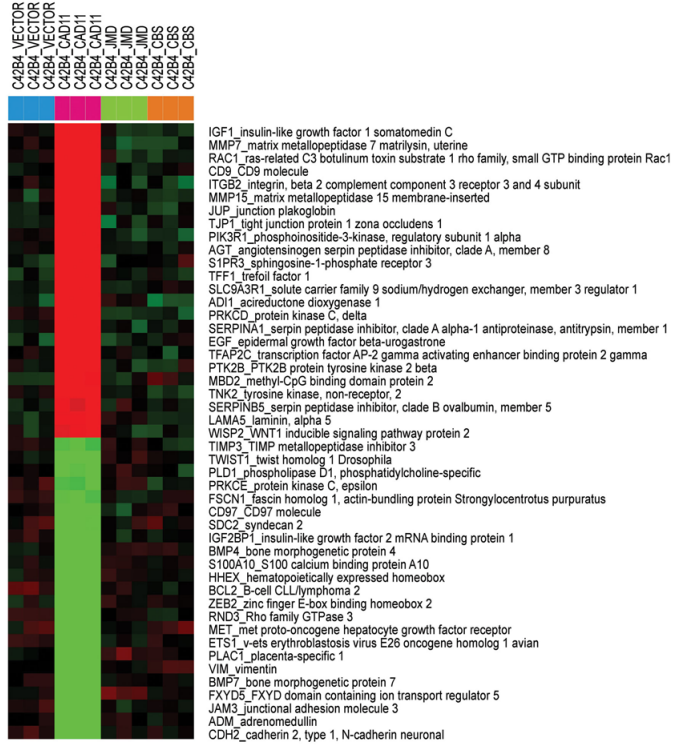 C42B4_VECTOR
C42B4_VECTOR
C42B4_VECTOR
C42B4_CAD11
C42B4_CAD11
C42B4_CAD11
C42B4_JMD
C42B4_JMD
C42B4_JMD
C42B4_CBS
C42B4_CBS
C42B4_CBS
IGF1_insulin-like growth factor 1 somatomedin C
MMP7_matrix metallopeptidase 7 matrilysin, uterine
RAC1_ras-related C3 botulinum toxin substrate 1 rho family, small GTP binding protein Rac1
CD9_CD9 molecule
ITGB2_integrin, beta 2 complement component 3 receptor 3 and 4 subunit
MMP15_matrix metallopeptidase 15 membrane-inserted
JUP_junction plakoglobin
TJP1_tight junction protein 1 zona occludens 1
PIK3R1_phosphoinositide-3-kinase, regulatory subunit 1 alpha
AGT_angiotensinogen serpin peptidase inhibitor, clade A, member 8
S1PR3_sphingosine-1-phosphate receptor 3
TFF1_trefoil factor 1
SLC9A3R1_solute carrier family 9 sodium/hydrogen exchanger, member 3 regulator 1
ADI1_acireductone dioxygenase 1
PRKCD_protein kinase C, delta
SERPINA1_serpin peptidase inhibitor, clade A alpha-1 antiproteinase, antitrypsin, member 1
EGF_epidermal growth factor beta-urogastrone
TFAP2C_transcription factor AP-2 gamma activating enhancer binding protein 2 gamma
PTK2B_PTK2B protein tyrosine kinase 2 beta
MBD2_methyl-CpG binding domain protein 2
TNK2_tyrosine kinase, non-receptor, 2
SERPINB5_serpin peptidase inhibitor, clade B ovalbumin, member 5
LAMA5_laminin, alpha 5
WISP2_WNT1 inducible signaling pathway protein 2
TIMP3_TIMP metallopeptidase inhibitor 3
TWIST1_twist homolog 1 Drosophila
PLD1_phospholipase D1, phosphatidylcholine-specific
PRKCE_protein kinase C, epsilon
FSCN1_fascin homolog 1, actin-bundling protein Strongylocentrotus purpuratus
CD97_CD97 molecule
SDC2_syndecan 2
IGF2BP1_insulin-like growth factor 2 mRNA binding protein 1
BMP4_bone morphogenetic protein 4
S100A10_S100 calcium binding protein A10
HHEX_hematopoietically expressed homeobox
BCL2_B-cell CLL/lymphoma 2
ZEB2_zinc finger E-box binding homeobox 2
RND3_Rho family GTPase 3
MET_met proto-oncogene hepatocyte growth factor receptor
ETS1_v-ets erythroblastosis virus E26 oncogene homolog 1 avian
PLAC1_placenta-specific 1
VIM_vimentin
BMP7_bone morphogenetic protein 7
FXYD5_FXYD domain containing ion transport regulator 5
JAM3_junctional adhesion molecule 3
ADM_adrenomedullin
CDH2_cadherin 2, type 1, N-cadherin neuronal